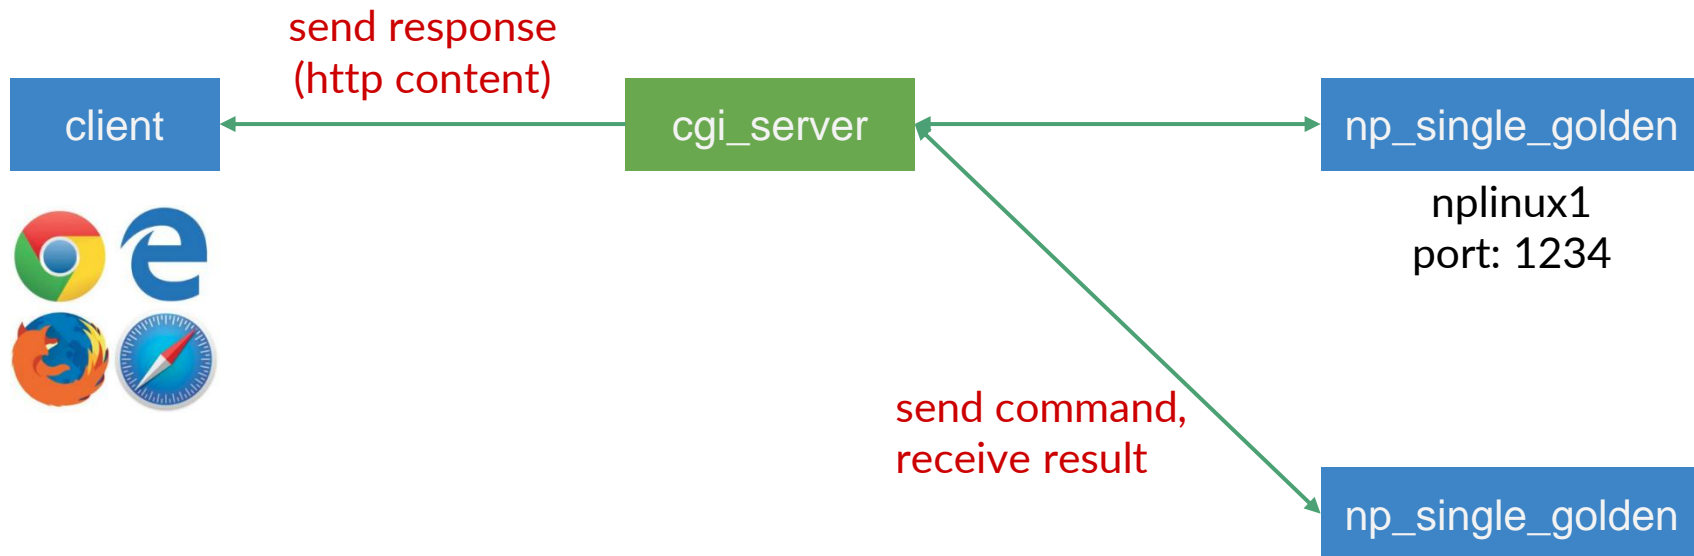 send response
(http content)
client
cgi_server
np_single_golden
nplinux1
port: 1234
send command,
receive result
np_single_golden